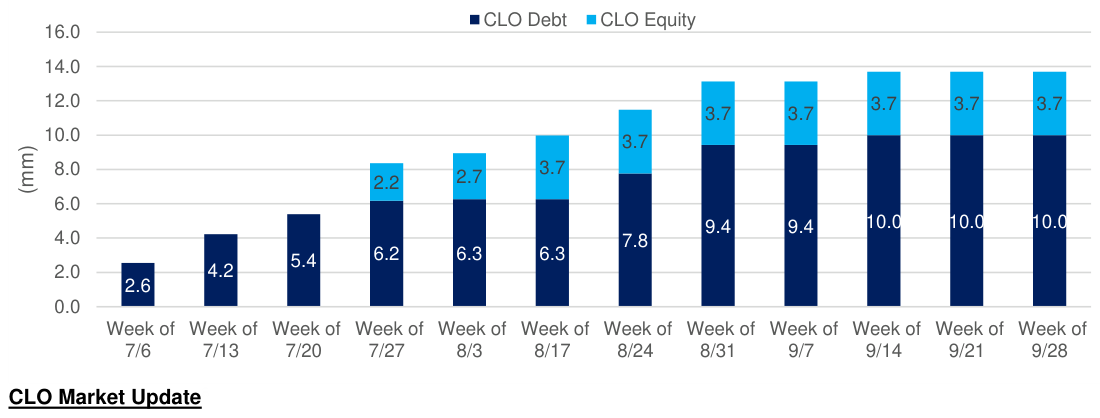 CLO Debt CLO Equity
16.0
14.0
12.0
10.0
8.0
6.0
4.0
2.0
0.0
(mm)
3.7 3.7 3.7 3.7 3.7
3.7
3.7
2.7
2.2
2.6 4.2 5.4 6.2 6.3 6.3 7.8 9.4 9.4 10.0 10.0 10.0
Week of Week of Week of Week of Week of Week of Week of Week of Week of Week of Week of Week of
7/6 7/13 7/20 7/27 8/3 8/17 8/24 8/31 9/7 9/14 9/21 9/28
CLO Market Update